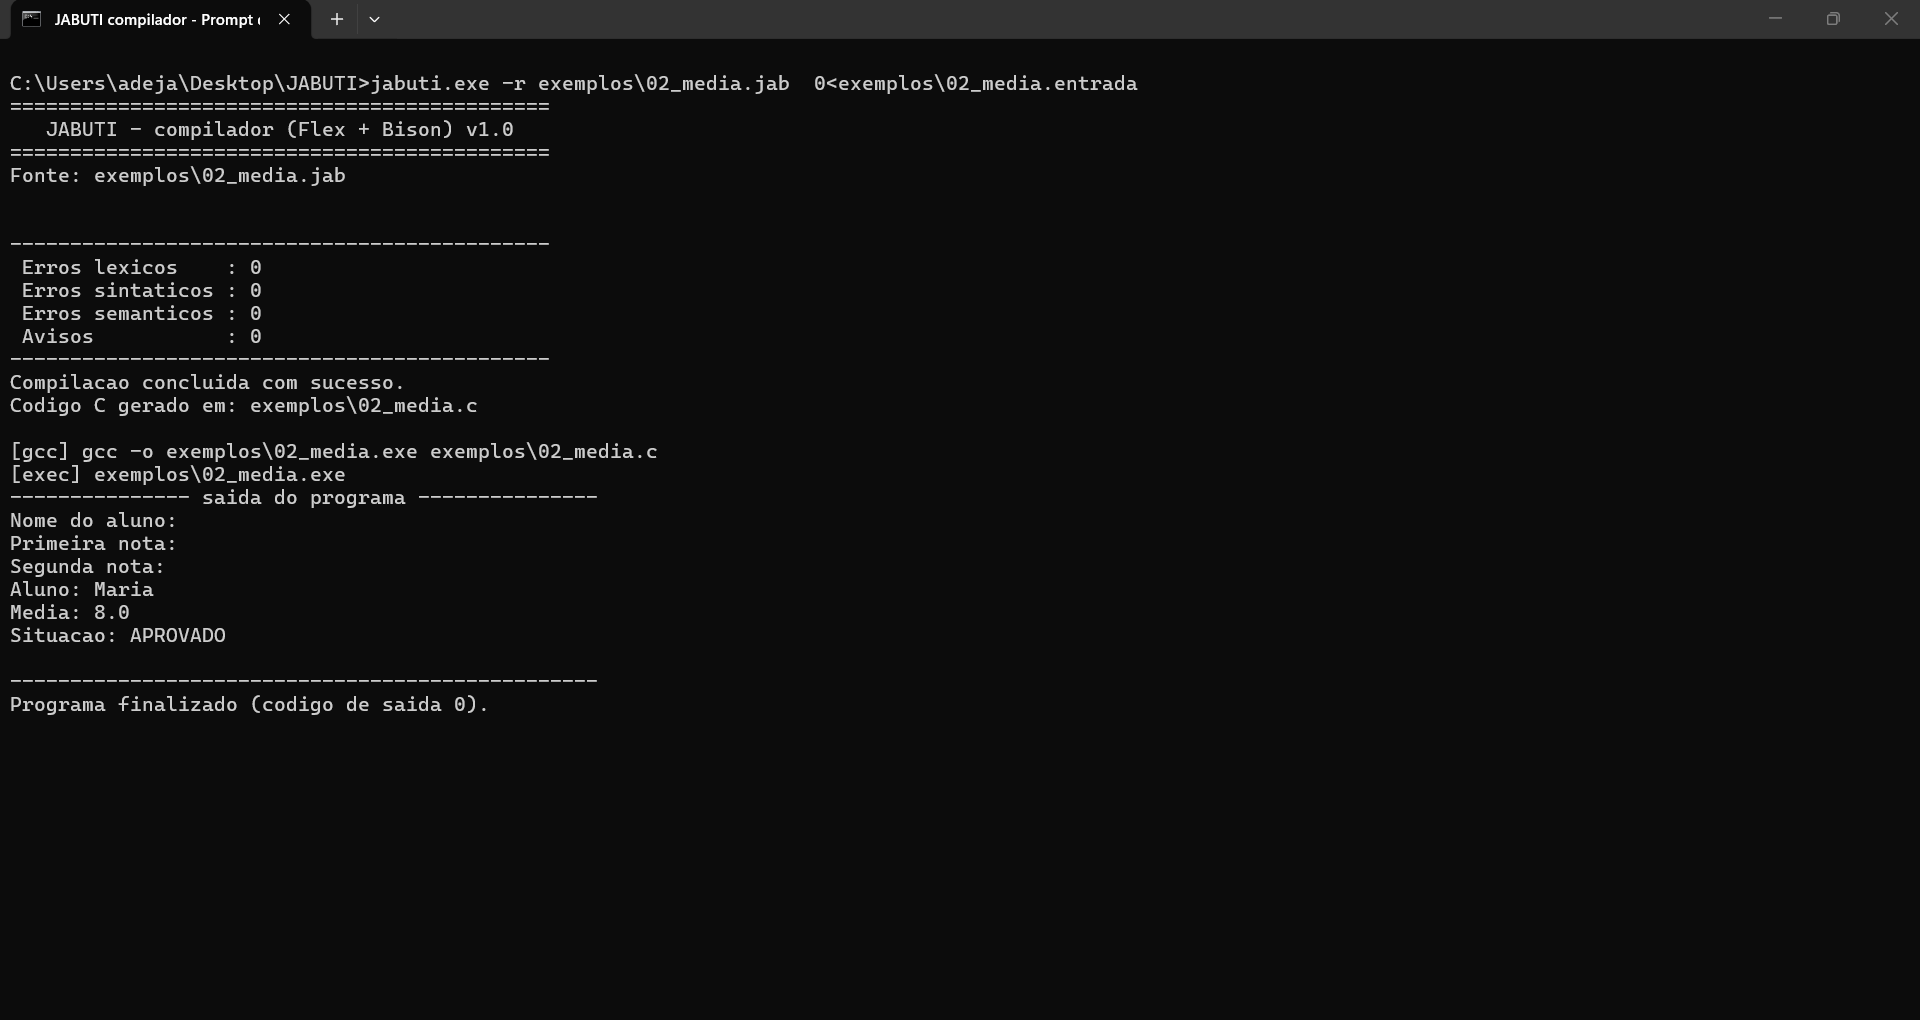 JABUTI compilador - Prompt
C:\Users\adeja\Desktop\JABUTI>jabuti.exe -r exemplos\02_media.jab  0<exemplos\02_media.entrada
=============================================
   JABUTI - compilador (Flex + Bison) v1.0
=============================================
Fonte: exemplos\02_media.jab
---------------------------------------------
 Erros lexicos    : 0
 Erros sintaticos : 0
 Erros semanticos : 0
 Avisos           : 0
---------------------------------------------
Compilacao concluida com sucesso.
Codigo C gerado em: exemplos\02_media.c
[gcc] gcc -o exemplos\02_media.exe exemplos\02_media.c
[exec] exemplos\02_media.exe
--------------- saida do programa ---------------
Nome do aluno:
Primeira nota:
Segunda nota:
Aluno: Maria
Media: 8.0
Situacao: APROVADO
-------------------------------------------------
Programa finalizado (codigo de saida 0).